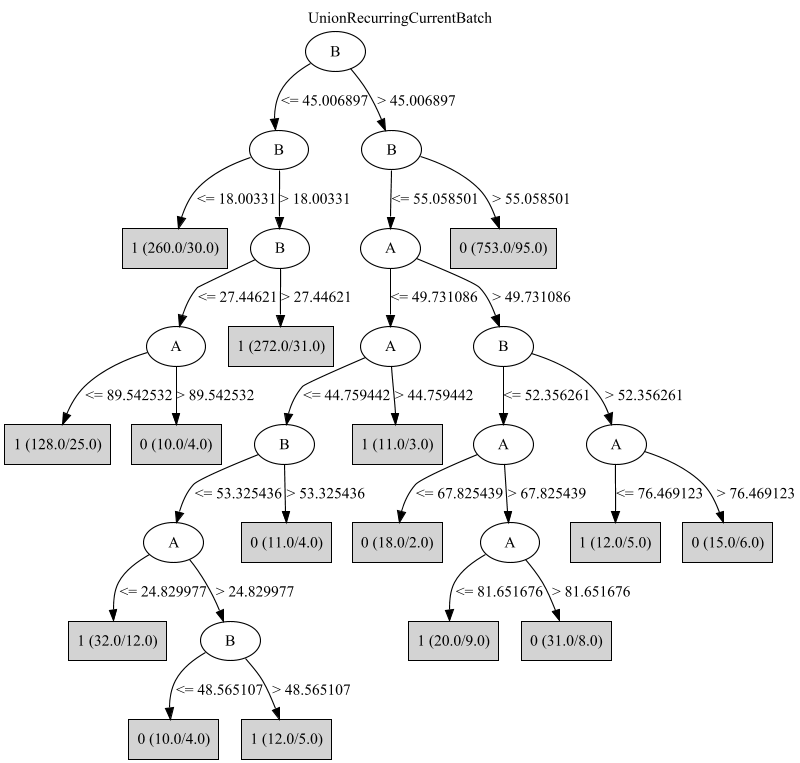 UnionRecurringCurrentBatch
B
<= 45.006897 > 45.006897
B B
<= 18.00331 > 18.00331 <= 55.058501 > 55.058501
1 (260.0/30.0) B A 0 (753.0/95.0)
<= 27.44621 > 27.44621 <= 49.731086 > 49.731086
A 1 (272.0/31.0) A B
<= 89.542532 > 89.542532 <= 44.759442 > 44.759442 <= 52.356261 > 52.356261
1 (128.0/25.0) 0 (10.0/4.0) B 1 (11.0/3.0) A A
<= 53.325436 > 53.325436 <= 67.825439 > 67.825439 <= 76.469123 > 76.469123
A 0 (11.0/4.0) 0 (18.0/2.0) A 1 (12.0/5.0) 0 (15.0/6.0)
<= 24.829977 > 24.829977 <= 81.651676 > 81.651676
1 (32.0/12.0) B 1 (20.0/9.0) 0 (31.0/8.0)
<= 48.565107 > 48.565107
0 (10.0/4.0) 1 (12.0/5.0)